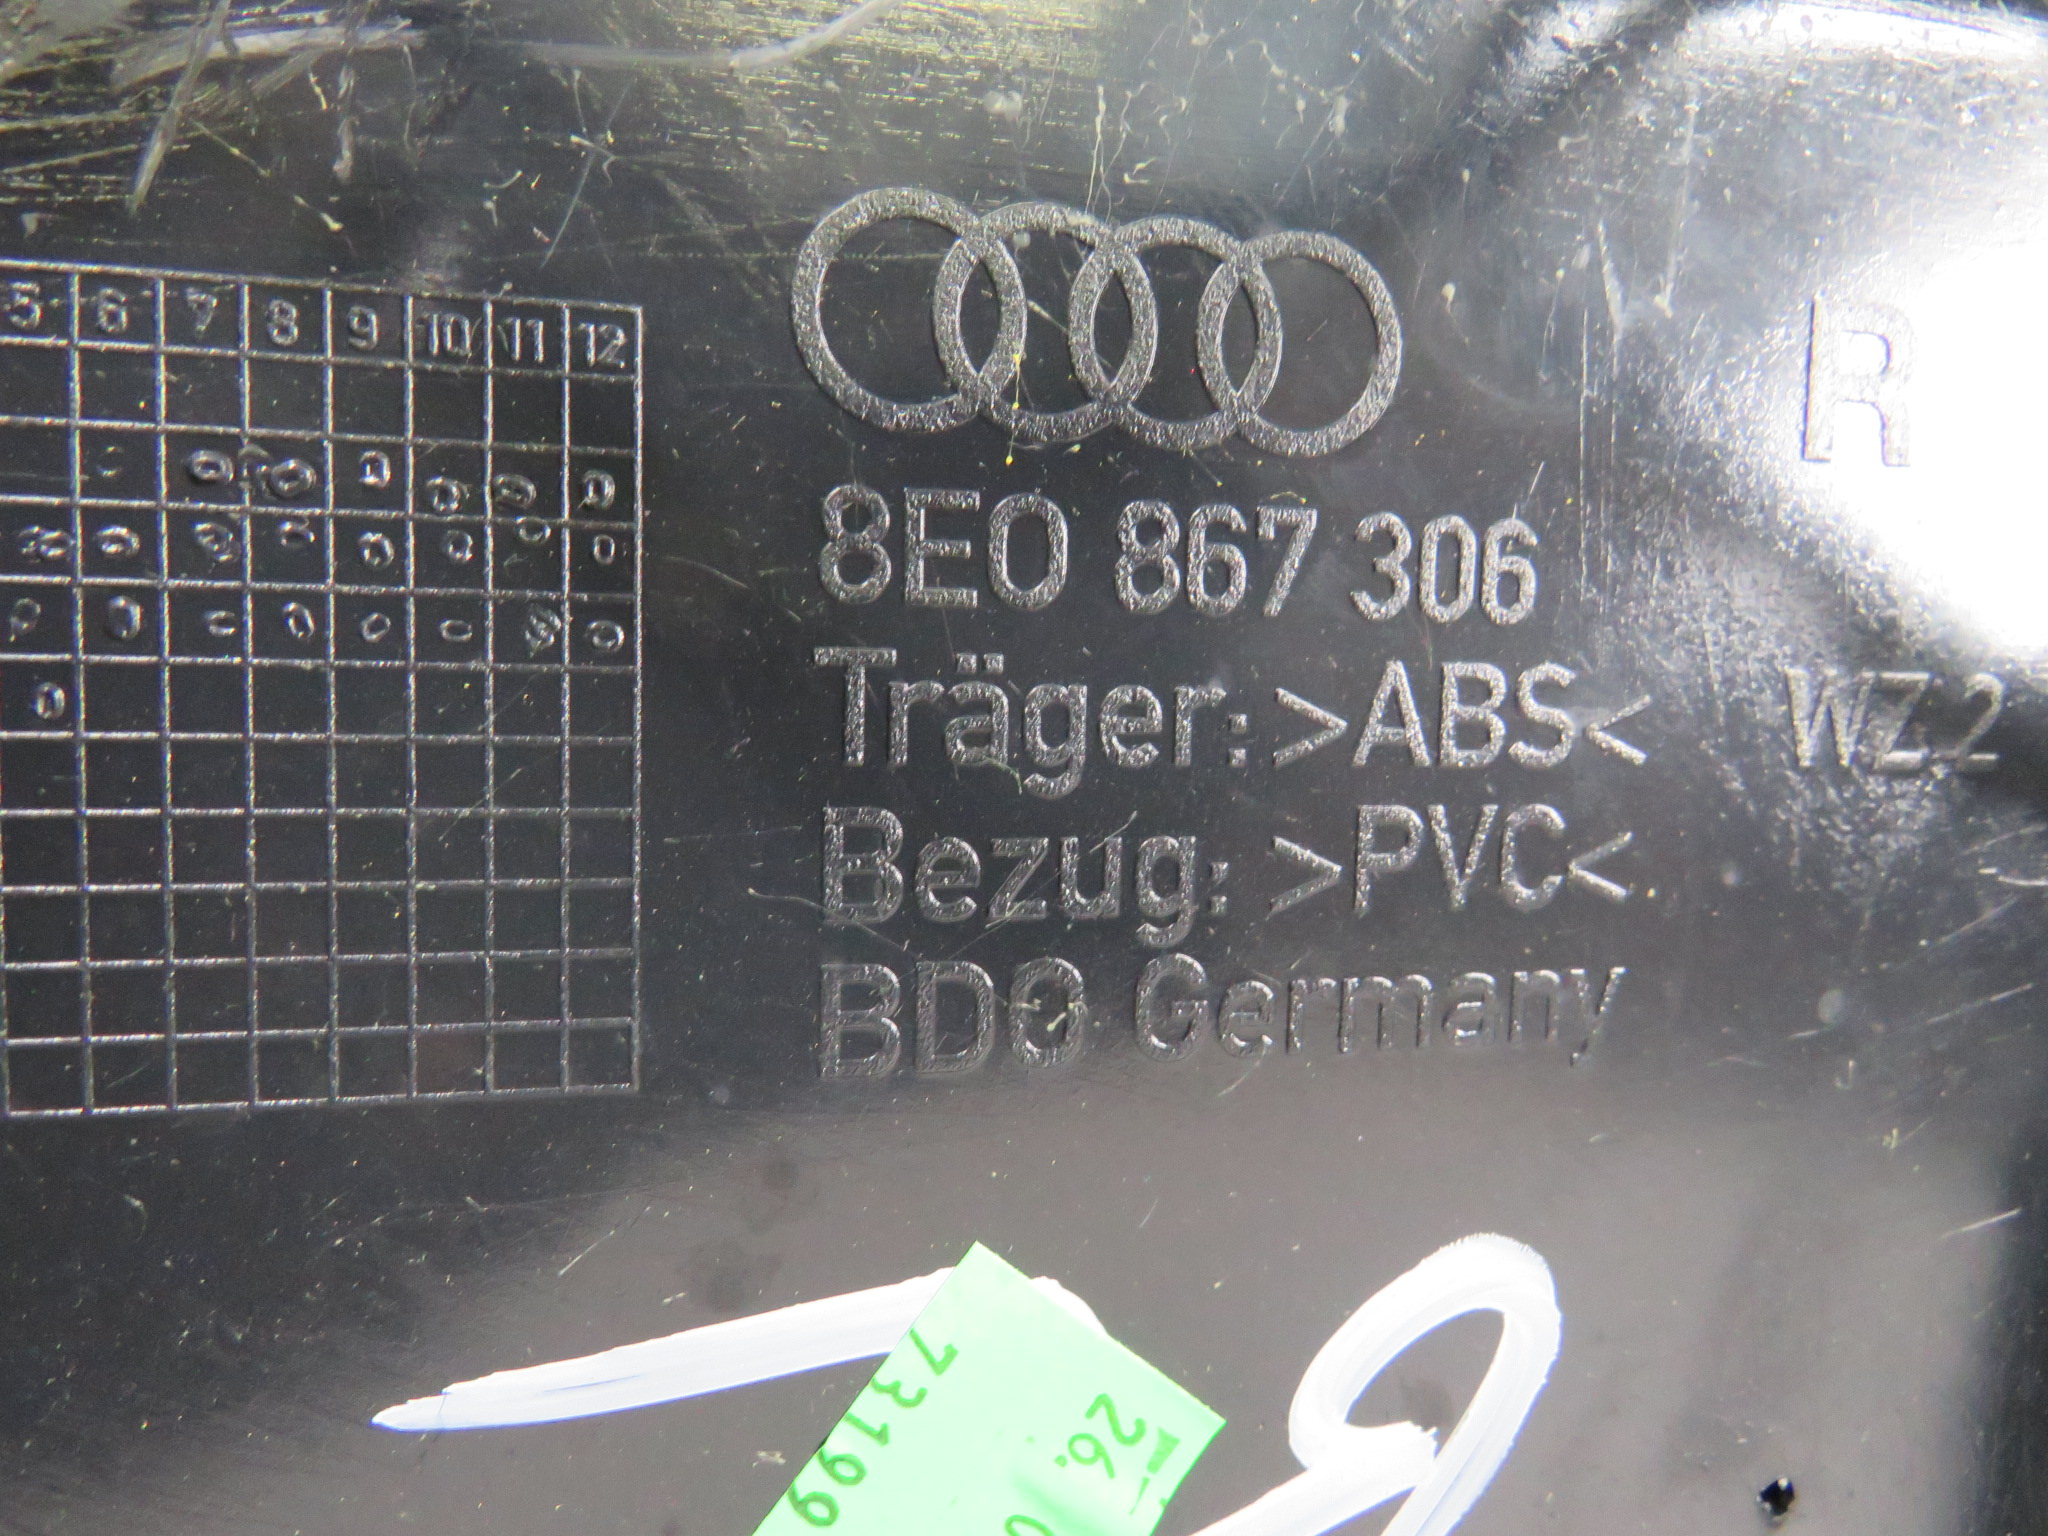 5 6 7 8 9 10 11 12
R
8E0 867 306
Träger: >ABS<
WZ2
Bezug: >PVC<
BDO Germany
73199
26.